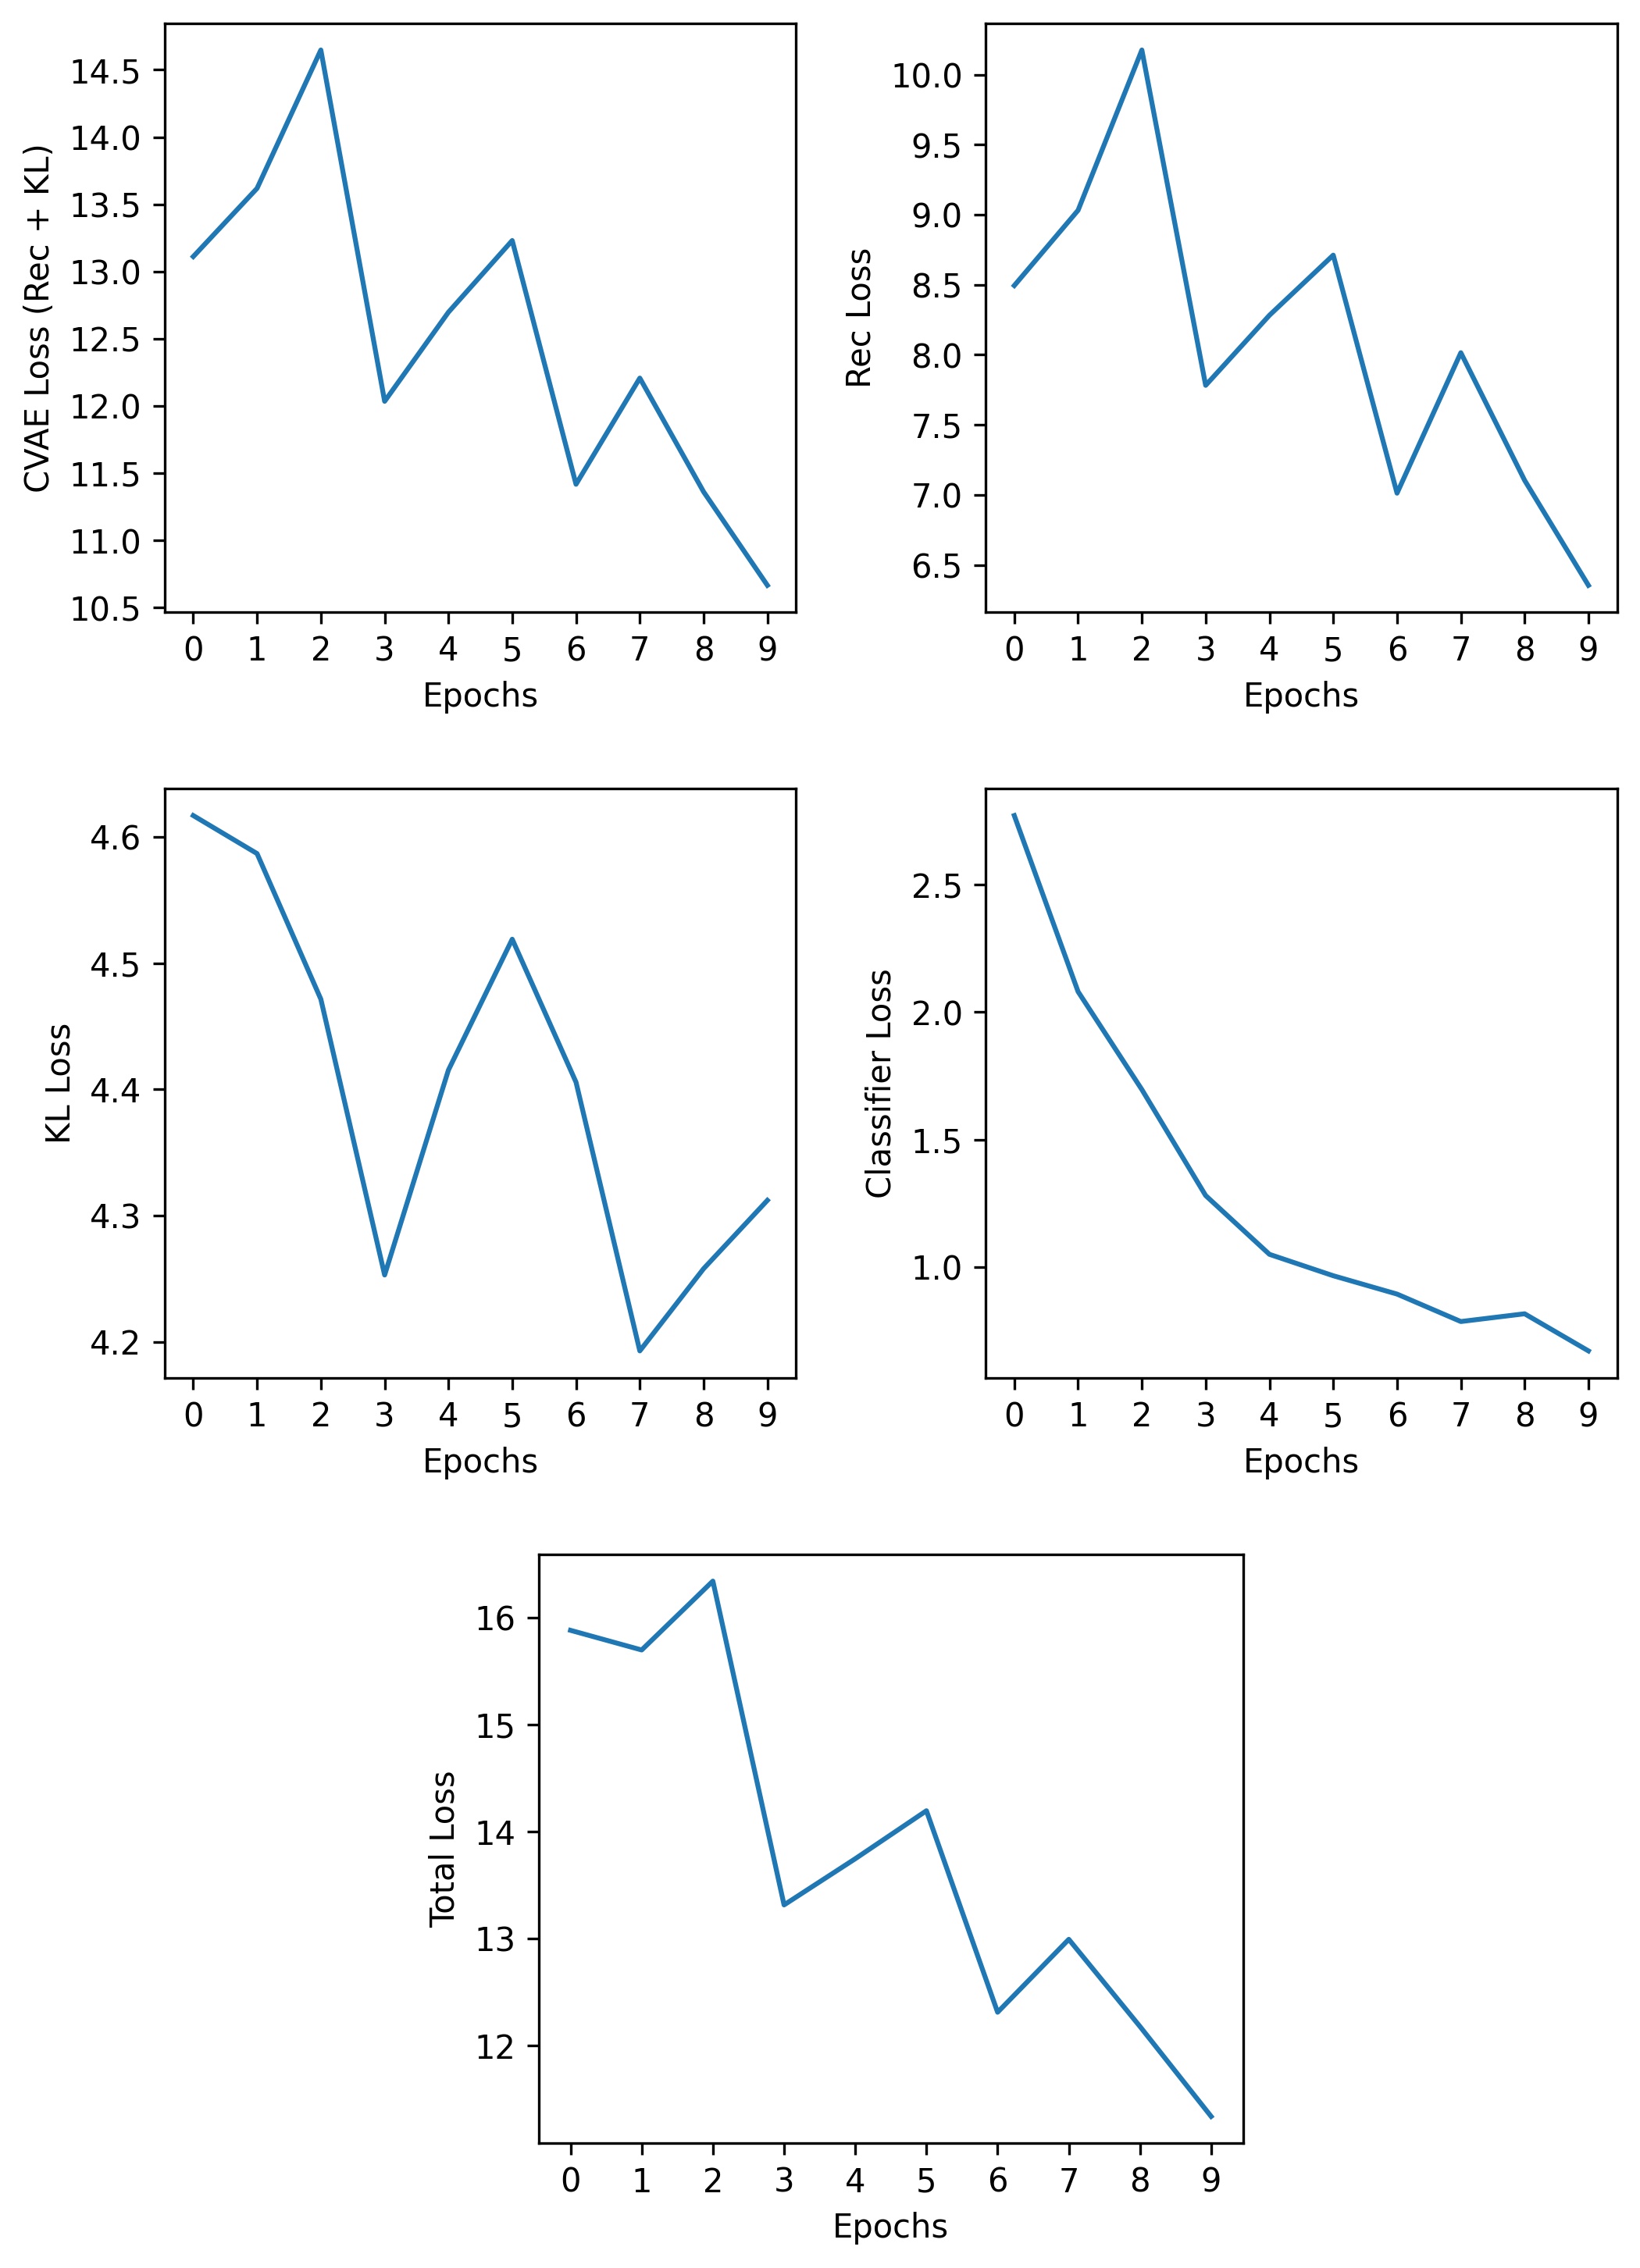 CVAE Loss (Rec + KL)
14.5
14.0
13.5
13.0
12.5
12.0
11.5
11.0
10.5
0 1 2 3 4 5 6 7 8 9
Epochs
Rec Loss
10.0
9.5
9.0
8.5
8.0
7.5
7.0
6.5
0 1 2 3 4 5 6 7 8 9
Epochs
KL Loss
4.6
4.5
4.4
4.3
4.2
0 1 2 3 4 5 6 7 8 9
Epochs
Classifier Loss
2.5
2.0
1.5
1.0
0 1 2 3 4 5 6 7 8 9
Epochs
Total Loss
16
15
14
13
12
0 1 2 3 4 5 6 7 8 9
Epochs